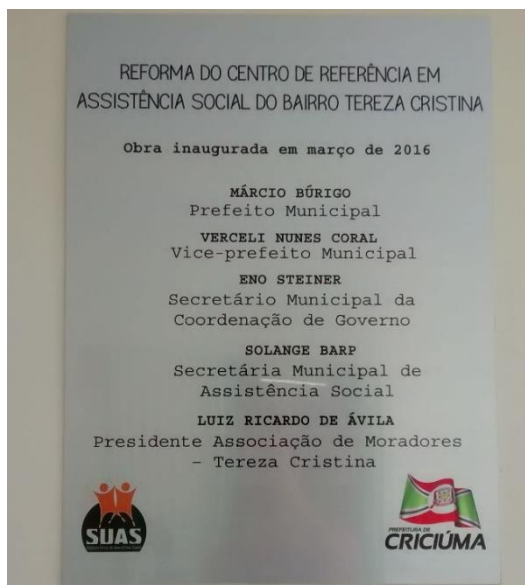 REFORMA DO CENTRO DE REFERÊNCIA EM
ASSISTÊNCIA SOCIAL DO BAIRRO TEREZA CRISTINA
Obra inaugurada em março de 2016
MÁRCIO BÚRIGO
Prefeito Municipal
VERCELI NUNES CORAL
Vice-prefeito Municipal
ENO STEINER
Secretário Municipal da
Coordenação de Governo
SOLANGE BARP
Secretária Municipal de
Assistência Social
LUIZ RICARDO DE ÁVILA
Presidente Associação de Moradores
- Tereza Cristina
SUAS
PREFEITURA DE
CRICIÚMA